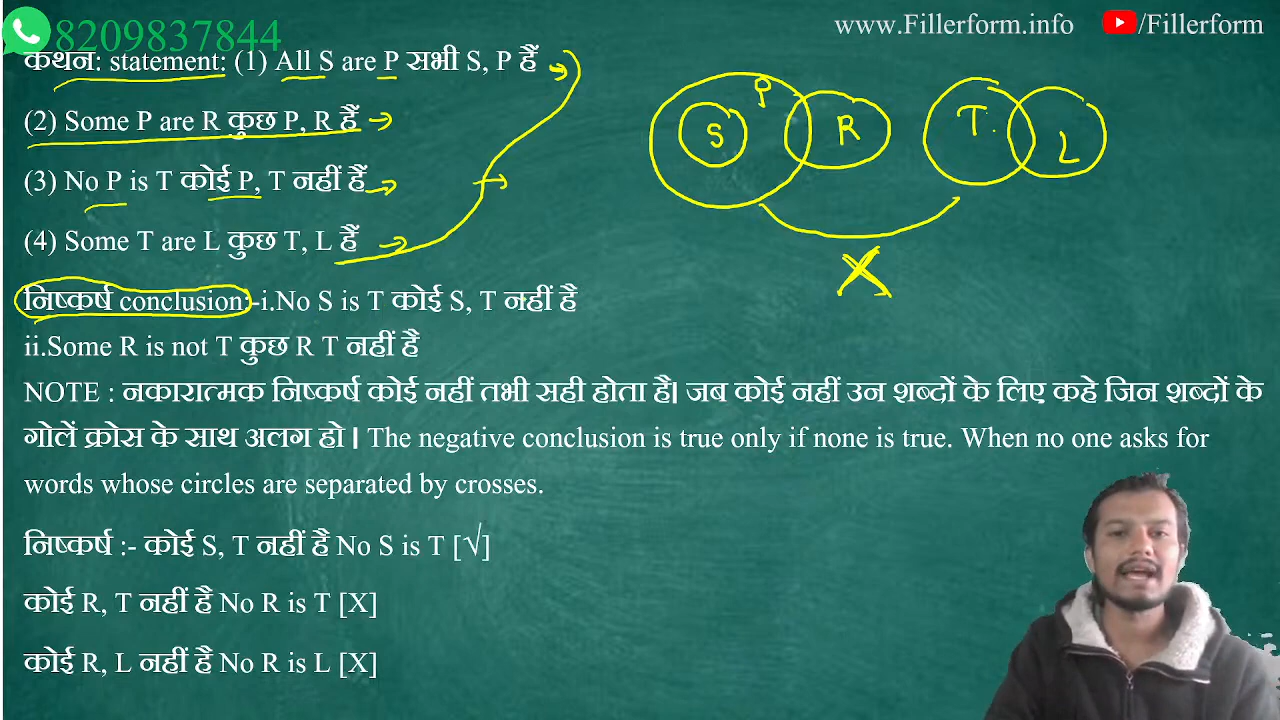 8209837844
www.Fillerform.info /Fillerform
कथन: statement: (1) All S are P सभी S, P हैं
(2) Some P are R कुछ P, R हैं
(3) No P is T कोई P, T नहीं हैं
(4) Some T are L कुछ T, L हैं
P
S
R
T
L
X
निष्कर्ष conclusion:-i.No S is T कोई S, T नहीं है
ii.Some R is not T कुछ R T नहीं है
NOTE : नकारात्मक निष्कर्ष कोई नहीं तभी सही होता है। जब कोई नहीं उन शब्दों के लिए कहे जिन शब्दों के
गोलें क्रोस के साथ अलग हो | The negative conclusion is true only if none is true. When no one asks for
words whose circles are separated by crosses.
निष्कर्ष :- कोई S, T नहीं है No S is T [√]
कोई R, T नहीं है No R is T [X]
कोई R, L नहीं है No R is L [X]